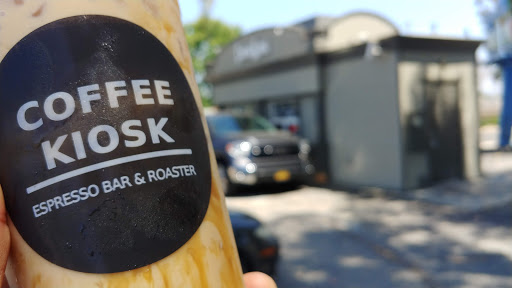 COFFEE
KIOSK
ESPRESSO BAR & ROASTER